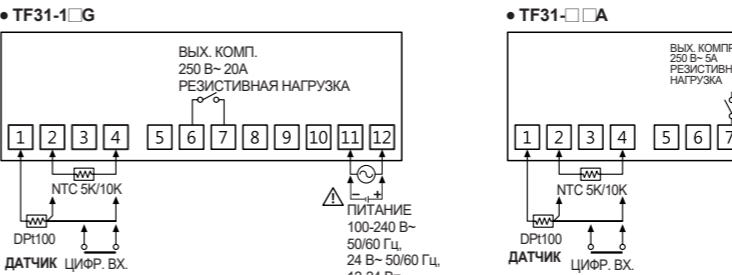 • TF31-1□G
ВЫХ. КОМП.
250 В~ 20А
РЕЗИСТИВНАЯ НАГРУЗКА
1 2 3 4 5 6 7 8 9 10 11 12
NTC 5K/10K
DPt100
ДАТЧИК ЦИФР. ВХ.
ПИТАНИЕ
100-240 В~
50/60 Гц,
24 В~ 50/60 Гц,
• TF31-□□A
250 В~ 5А
НАГРУЗКА
1 2 3 4 5 6
NTC 5K/10K
DPt100
ДАТЧИК ЦИФР. ВХ.